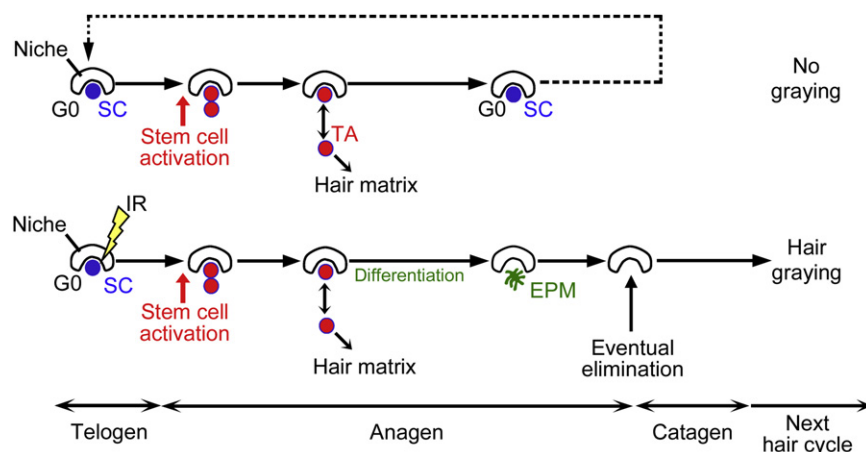 Niche
G0 SC
Stem cell
activation
TA
Hair matrix
G0 SC
No
graying
Niche
IR
G0 SC
Stem cell
activation
Hair matrix
Differentiation
EPM
Eventual
elimination
Hair
graying
Telogen
Anagen
Catagen
Next
hair cycle